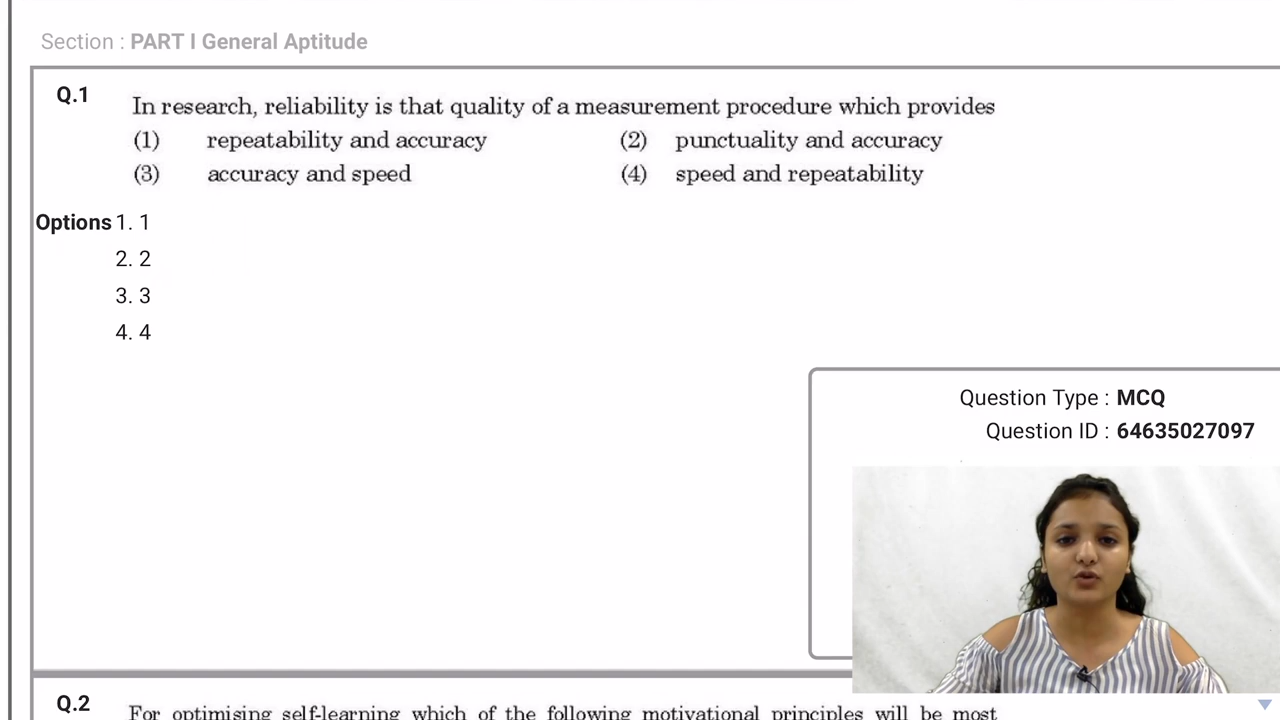 Section : PART I General Aptitude
Q.1
In research, reliability is that quality of a measurement procedure which provides
(1) repeatability and accuracy (2) punctuality and accuracy
(3) accuracy and speed (4) speed and repeatability
Options 1. 1
2. 2
3. 3
4. 4
Question Type : MCQ
Question ID : 64635027097
Q.2
For optimising self-learning which of the following motivational principles will be most